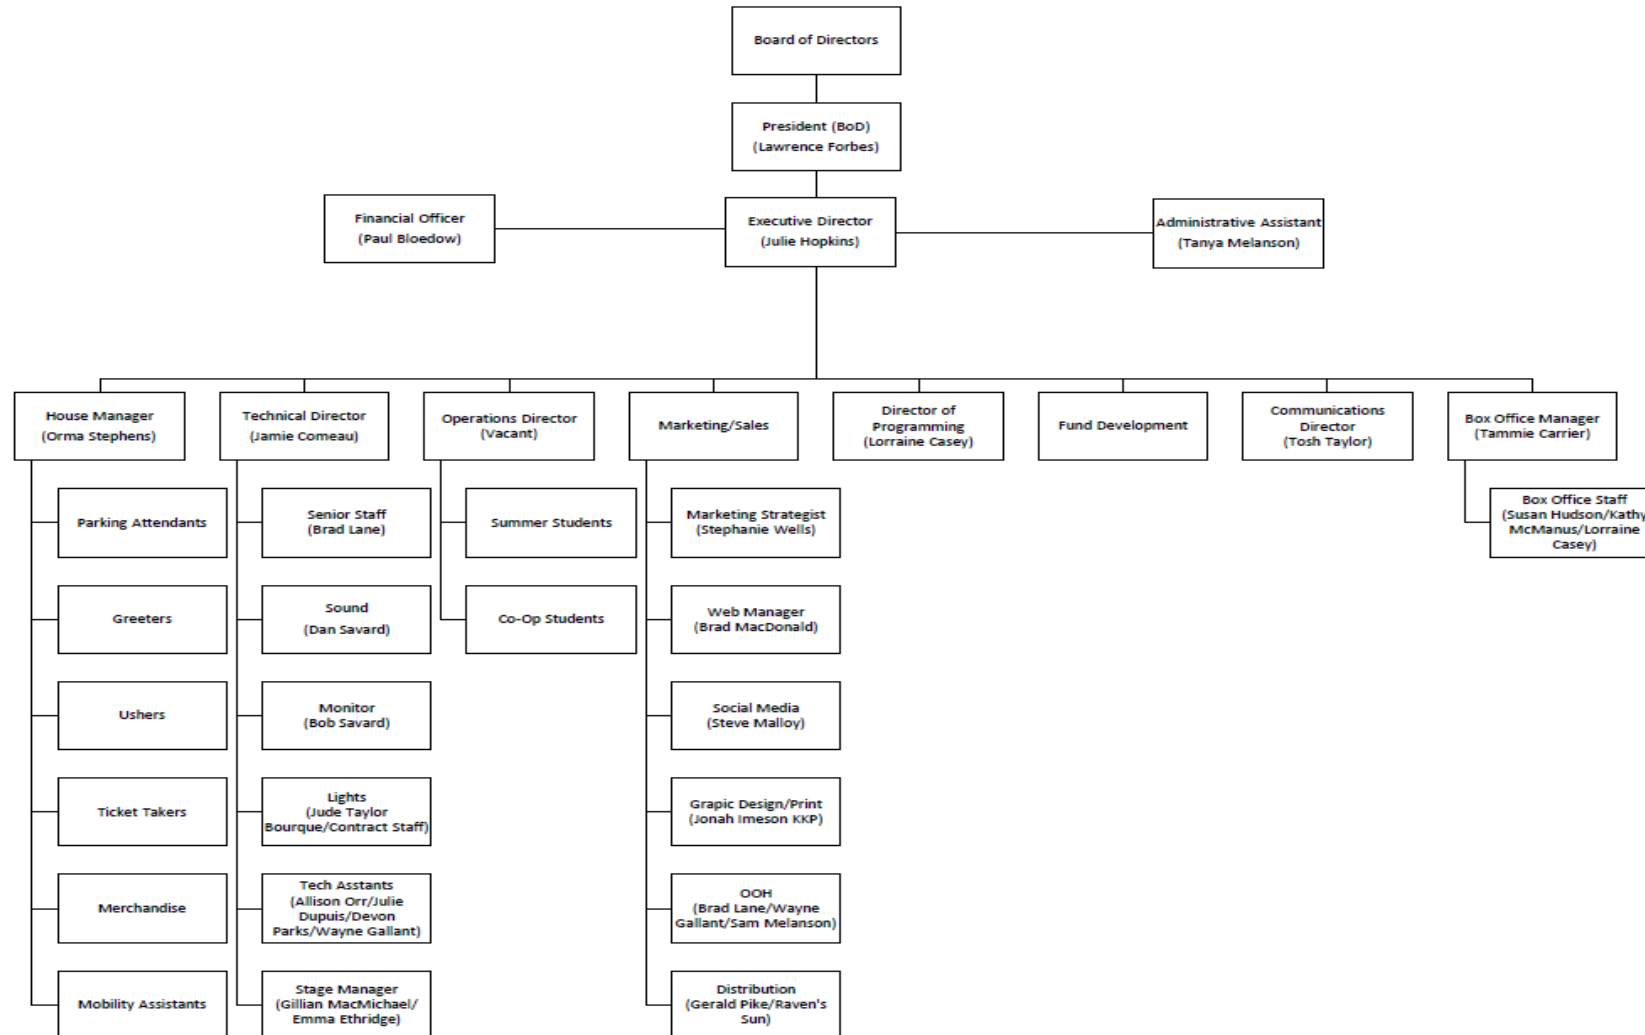 Board of Directors
President (BoD)
(Lawrence Forbes)
Financial Officer
(Paul Bloedow)
Executive Director
(Julie Hopkins)
Administrative Assistant
(Tanya Melanson)
House Manager
(Orma Stephens)
Technical Director
(Jamie Comeau)
Operations Director
(Vacant)
Marketing/Sales
Director of
Programming
(Lorraine Casey)
Fund Development
Communications
Director
(Tosh Taylor)
Box Office Manager
(Tammie Carrier)
Parking Attendants
Greeters
Ushers
Ticket Takers
Merchandise
Mobility Assistants
Senior Staff
(Brad Lane)
Sound
(Dan Savard)
Monitor
(Bob Savard)
Lights
(Jude Taylor
Bourque/Contract Staff)
Tech Asstants
(Allison Orr/Julie
Dupuis/Devon
Parks/Wayne Gallant)
Stage Manager
(Gillian MacMichael/
Emma Ethridge)
Summer Students
Co-Op Students
Marketing Strategist
(Stephanie Wells)
Web Manager
(Brad MacDonald)
Social Media
(Steve Malloy)
Grapic Design/Print
(Jonah Imeson KKP)
OOH
(Brad Lane/Wayne
Gallant/Sam Melanson)
Distribution
(Gerald Pike/Raven's
Sun)
Box Office Staff
(Susan Hudson/Kathy
McManus/Lorraine
Casey)